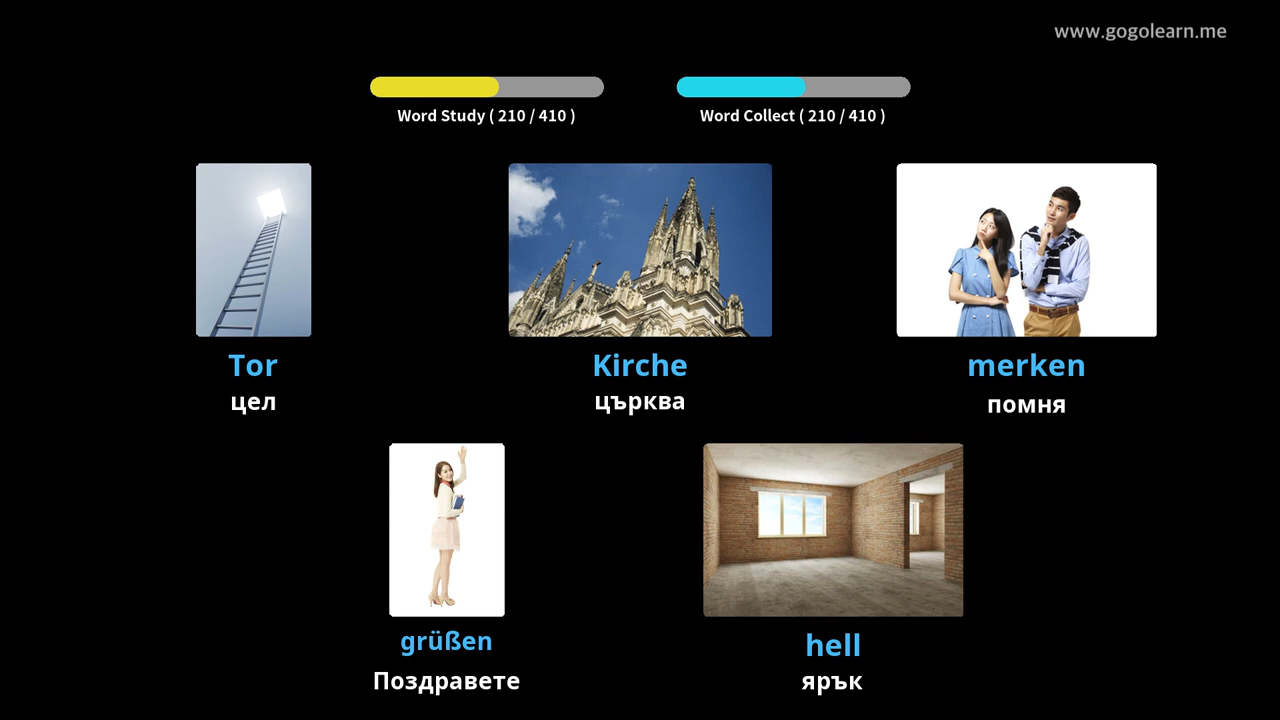 www.gogolearn.me
Word Study ( 210 / 410 )
Word Collect ( 210 / 410 )
Tor
цел
Kirche
църква
merken
помня
grüßen
Поздравете
hell
ярък